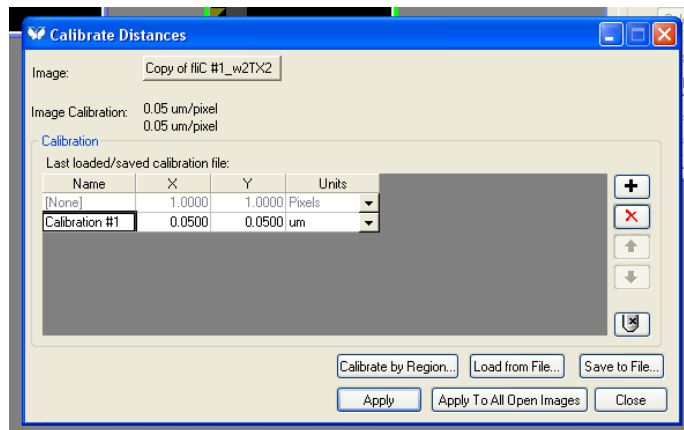 Calibrate Distances
Image: Copy of fliC #1_w2TX2
Image Calibration: 0.05 um/pixel
0.05 um/pixel
Calibration
Last loaded/saved calibration file:
Name X Y Units
[None] 1.0000 1.0000 Pixels
Calibration #1 0.0500 0.0500 um
Calibrate by Region... Load from File... Save to File...
Apply Apply To All Open Images Close